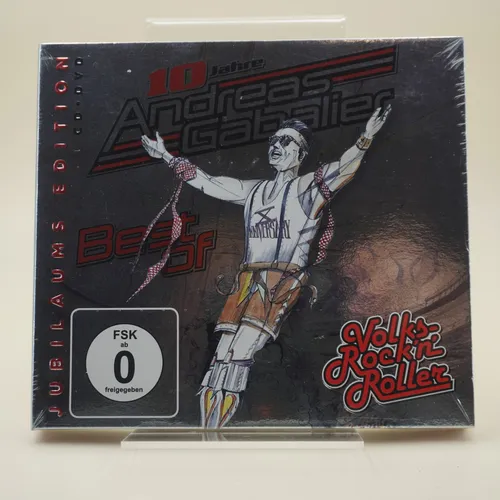 10 Jahre
Andreas
Gabalier
Best
of
JUBILÄUMS EDITION
CD+DVD
FSK
ab
0
freigegeben
Volks-
Rock'n'
Roller